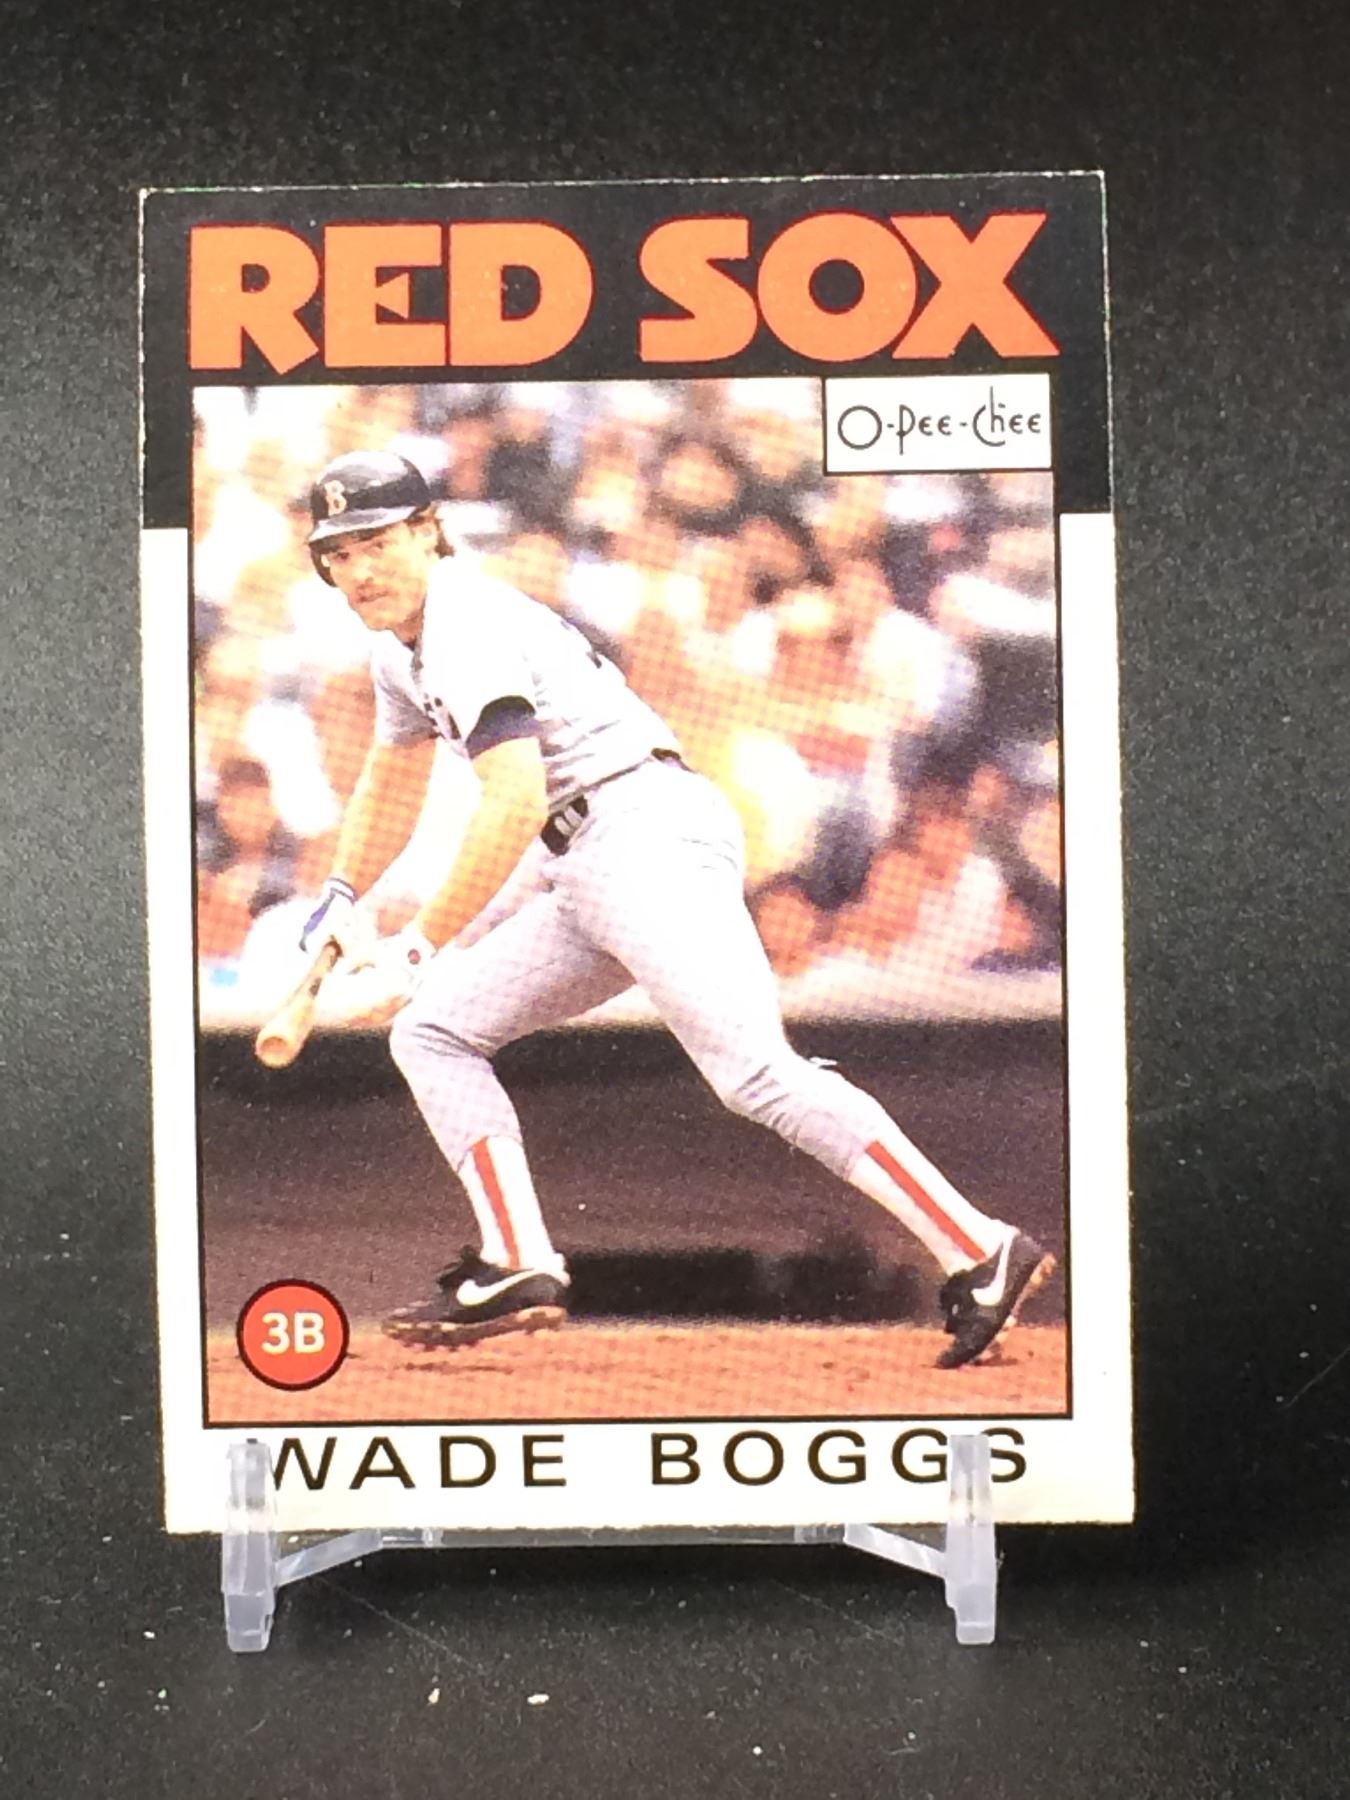 RED SOX
O-Pee-Chee
B
3B
WADE BOGGS